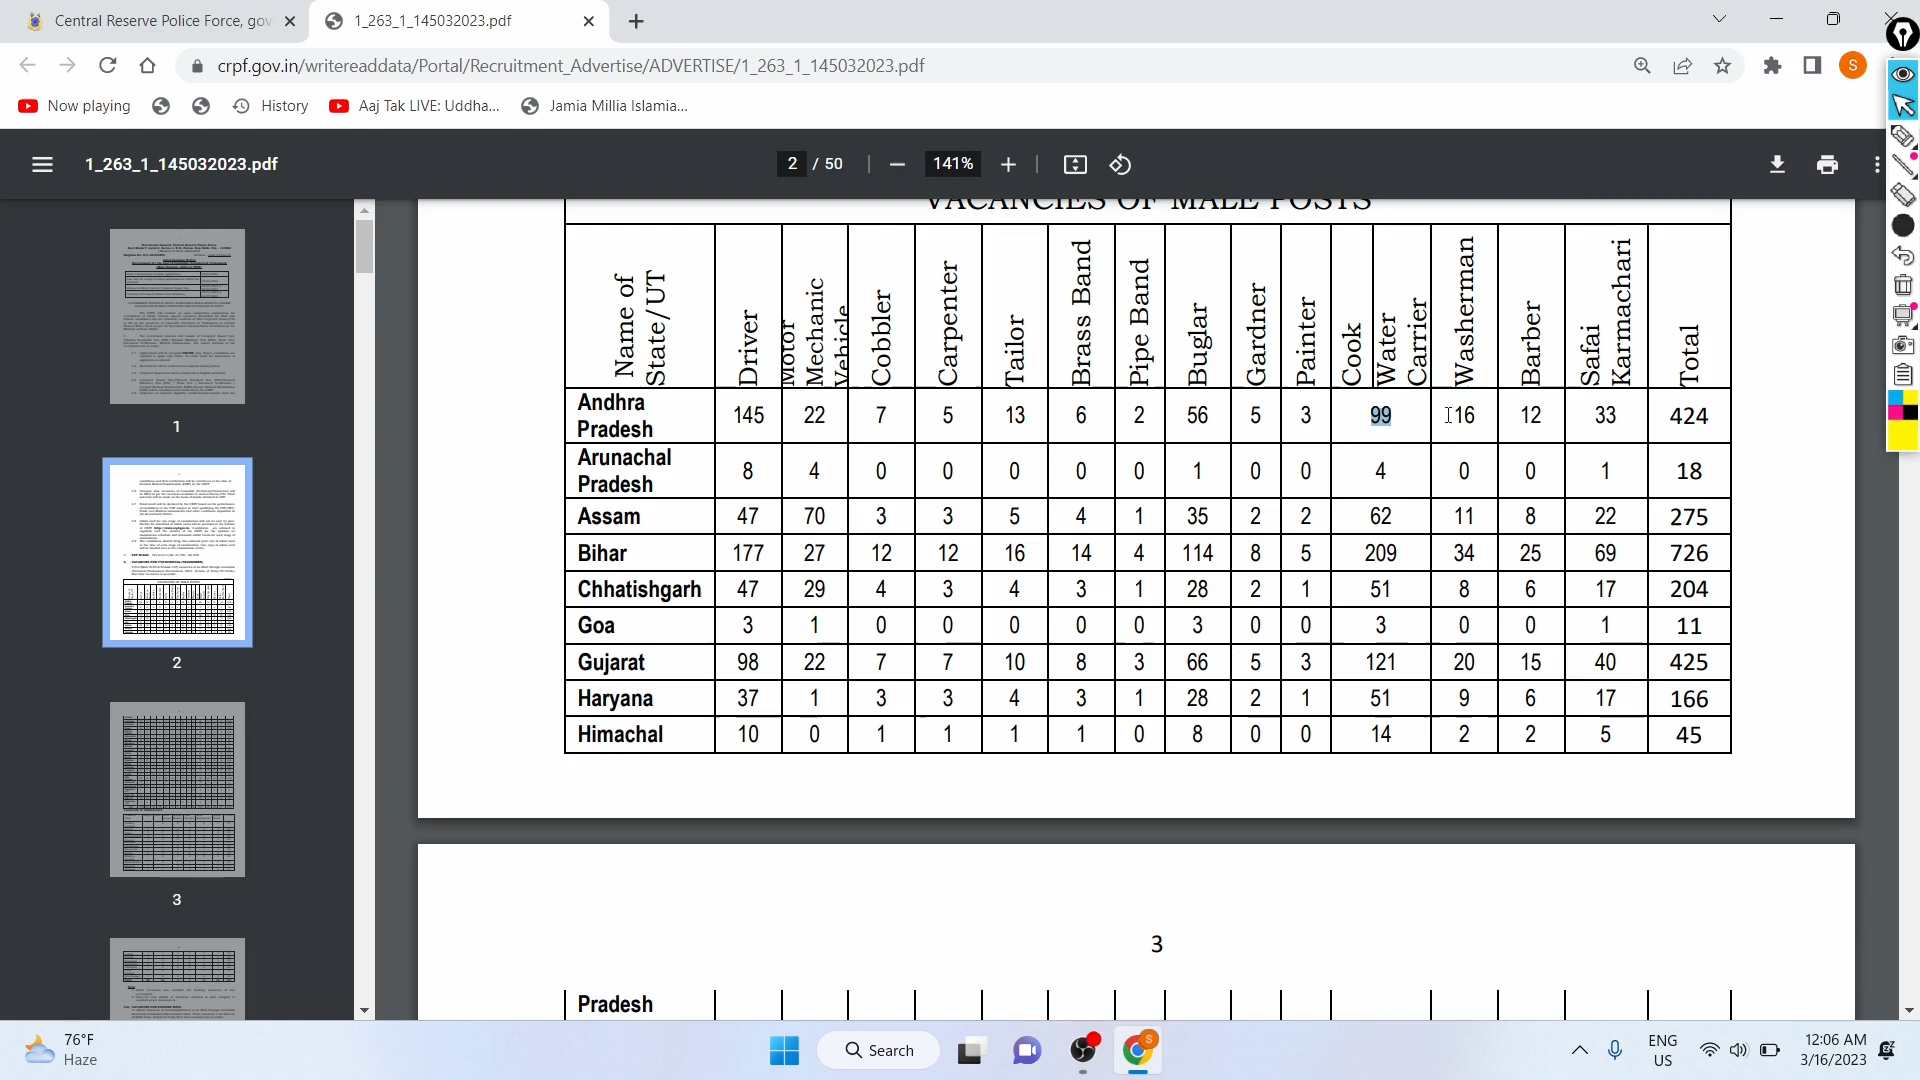 Central Reserve Police Force, gov
1_263_1_145032023.pdf
crpf.gov.in/writereaddata/Portal/Recruitment_Advertise/ADVERTISE/1_263_1_145032023.pdf
S
Now playing
History
Aaj Tak LIVE: Uddha...
Jamia Millia Islamia...
1_263_1_145032023.pdf
2 / 50
141%
1
2
3
VACANCIES OF MALE POSTS
Name of State/UT Driver Motor Mechanic Vehicle Cobbler Carpenter Tailor Brass Band Pipe Band Buglar Gardner Painter Cook Water Carrier Washerman Barber Safai Karmachari Total
Andhra Pradesh 145 22 7 5 13 6 2 56 5 3 99 16 12 33 424
Arunachal Pradesh 8 4 0 0 0 0 0 1 0 0 4 0 0 1 18
Assam 47 70 3 3 5 4 1 35 2 2 62 11 8 22 275
Bihar 177 27 12 12 16 14 4 114 8 5 209 34 25 69 726
Chhatishgarh 47 29 4 3 4 3 1 28 2 1 51 8 6 17 204
Goa 3 1 0 0 0 0 0 3 0 0 3 0 0 1 11
Gujarat 98 22 7 7 10 8 3 66 5 3 121 20 15 40 425
Haryana 37 1 3 3 4 3 1 28 2 1 51 9 6 17 166
Himachal 10 0 1 1 1 1 0 8 0 0 14 2 2 5 45
3
Pradesh
76°F
Haze
Search
S
ENG
US
12:06 AM
3/16/2023